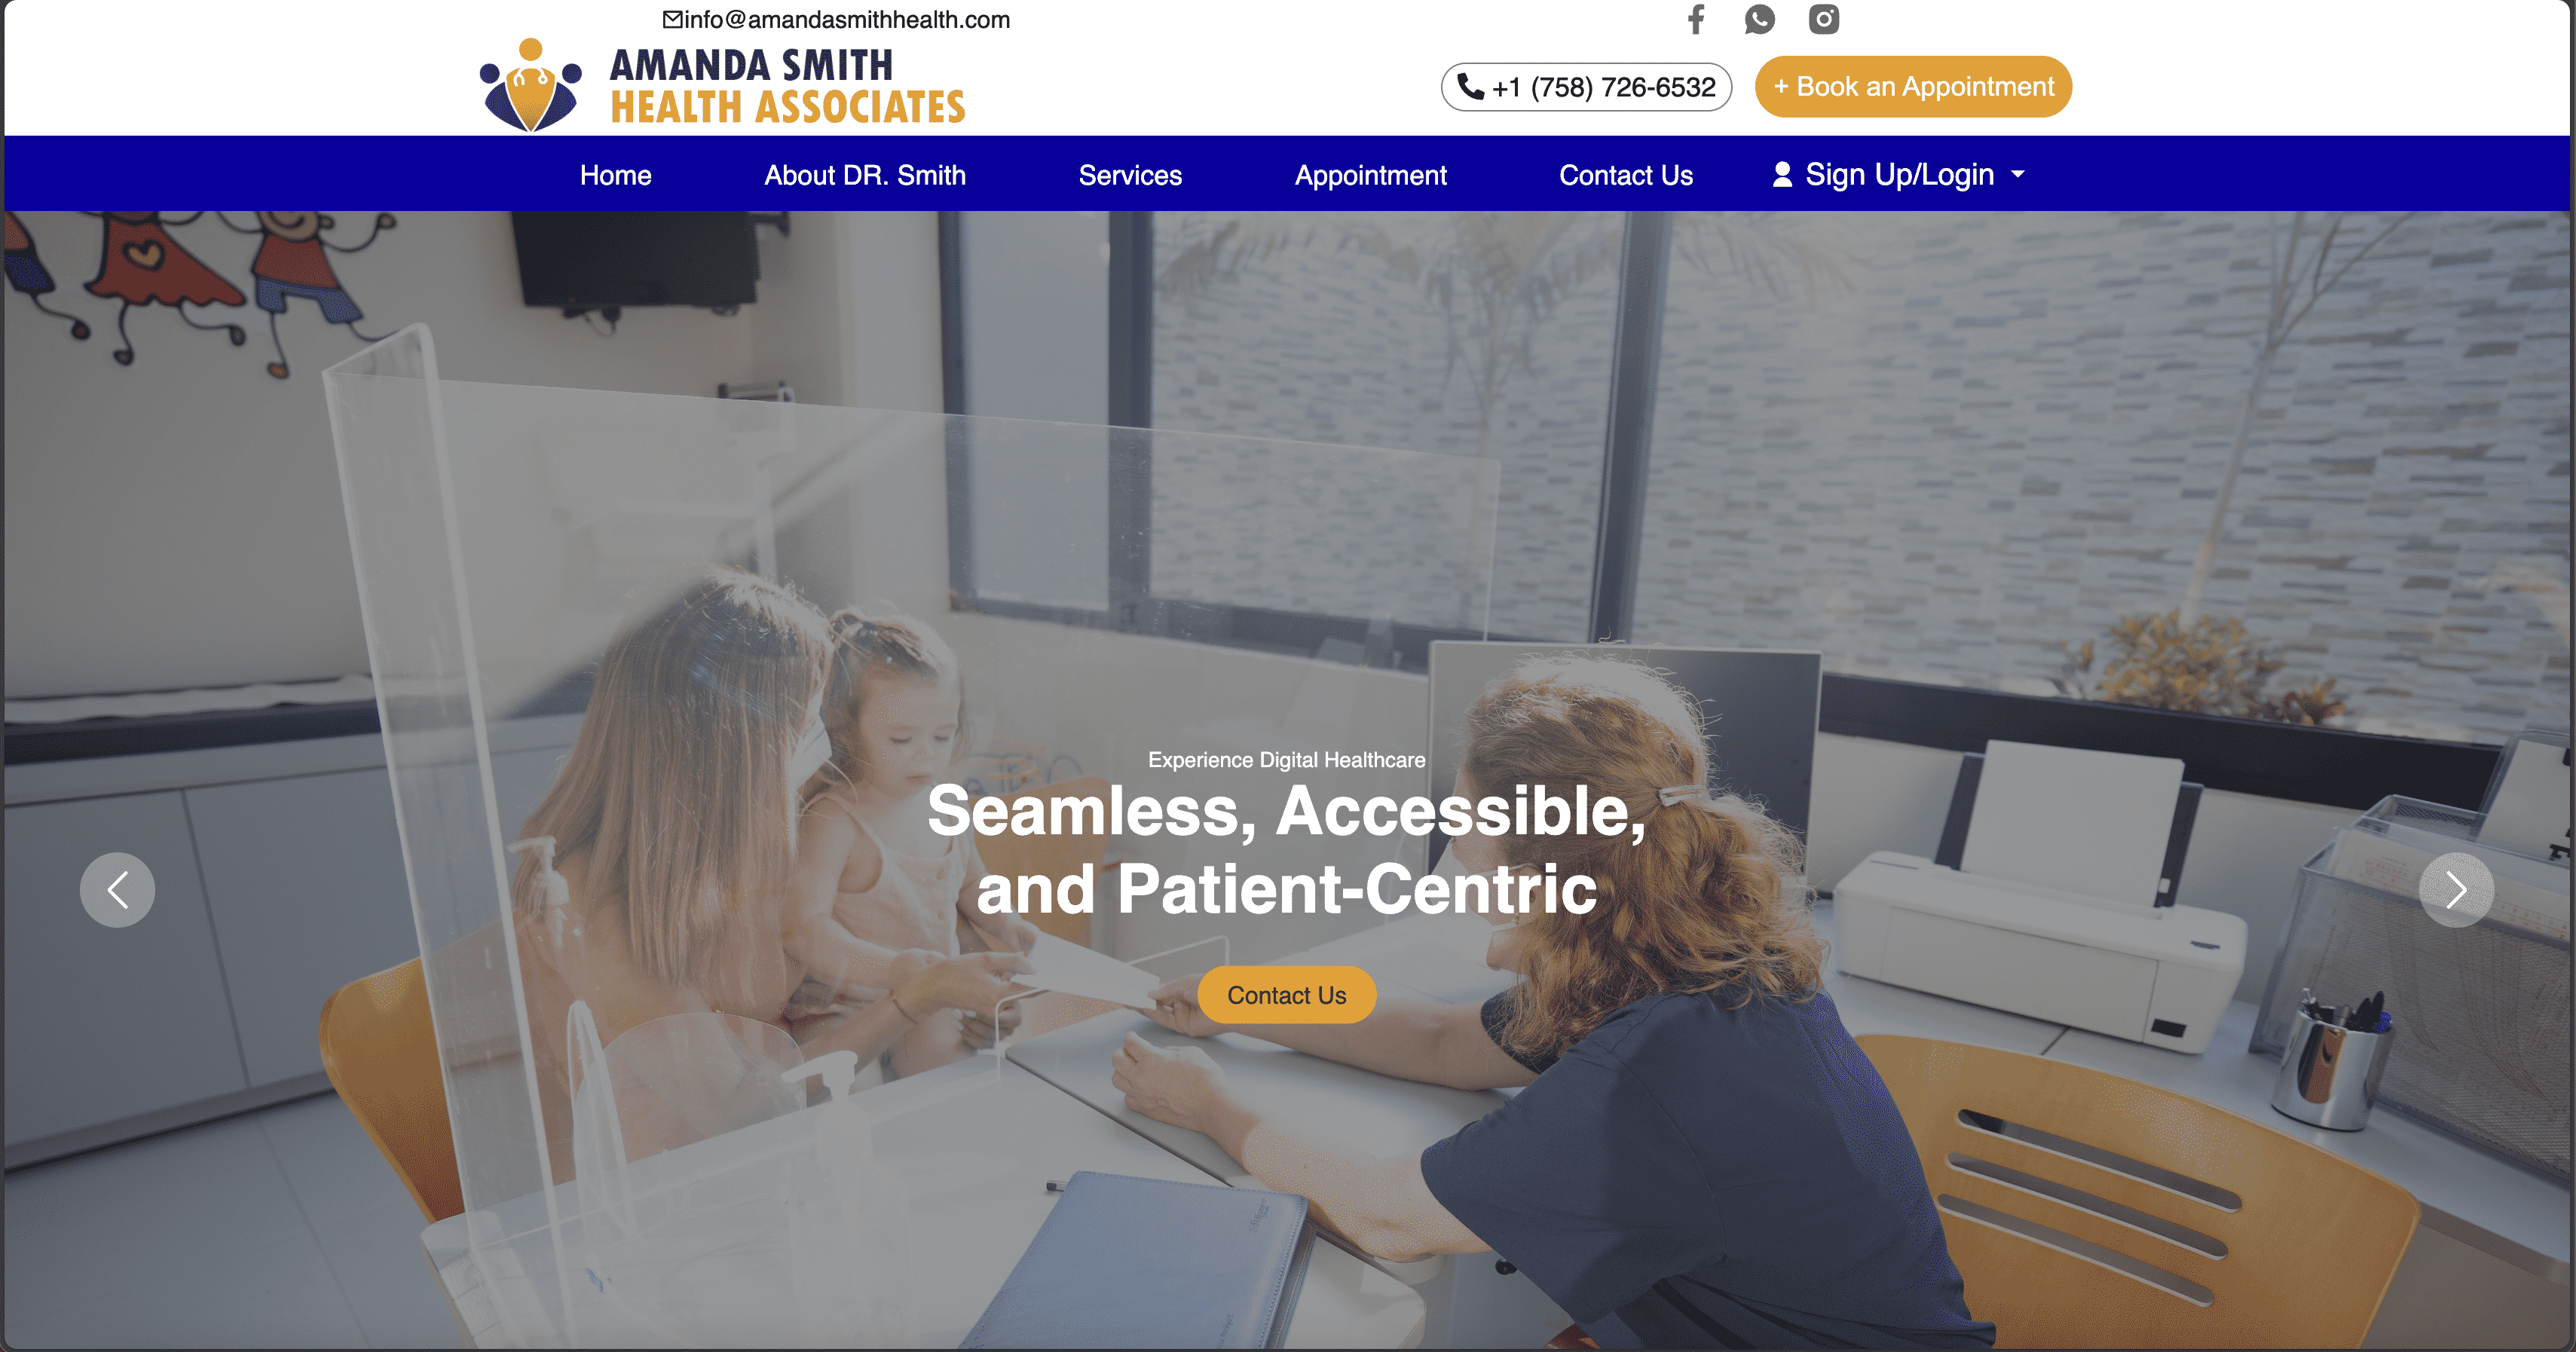 info@amandasmithhealth.com
AMANDA SMITH
HEALTH ASSOCIATES
+1 (758) 726-6532
+ Book an Appointment
Home
About DR. Smith
Services
Appointment
Contact Us
Sign Up/Login
Experience Digital Healthcare
Seamless, Accessible,
and Patient-Centric
Contact Us